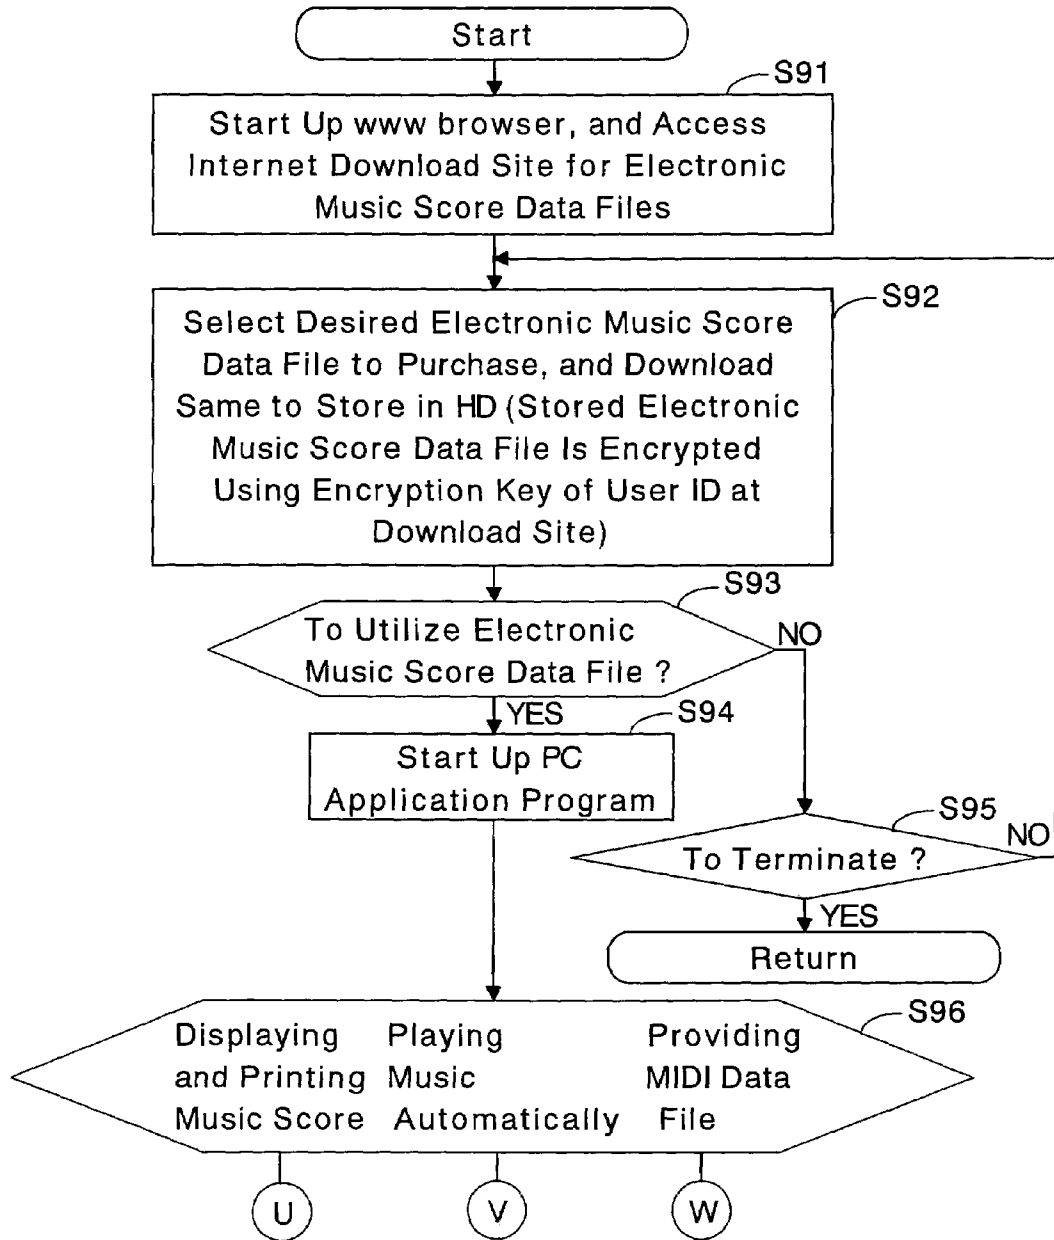 Start
S91
Start Up www browser, and Access
Internet Download Site for Electronic
Music Score Data Files
S92
Select Desired Electronic Music Score
Data File to Purchase, and Download
Same to Store in HD (Stored Electronic
Music Score Data File Is Encrypted
Using Encryption Key of User ID at
Download Site)
S93
To Utilize Electronic
Music Score Data File ?
NO
YES
S94
Start Up PC
Application Program
S95
To Terminate ?
NO
YES
Return
S96
Displaying
and Printing
Music Score
Playing
Music
Automatically
Providing
MIDI Data
File
U
V
W